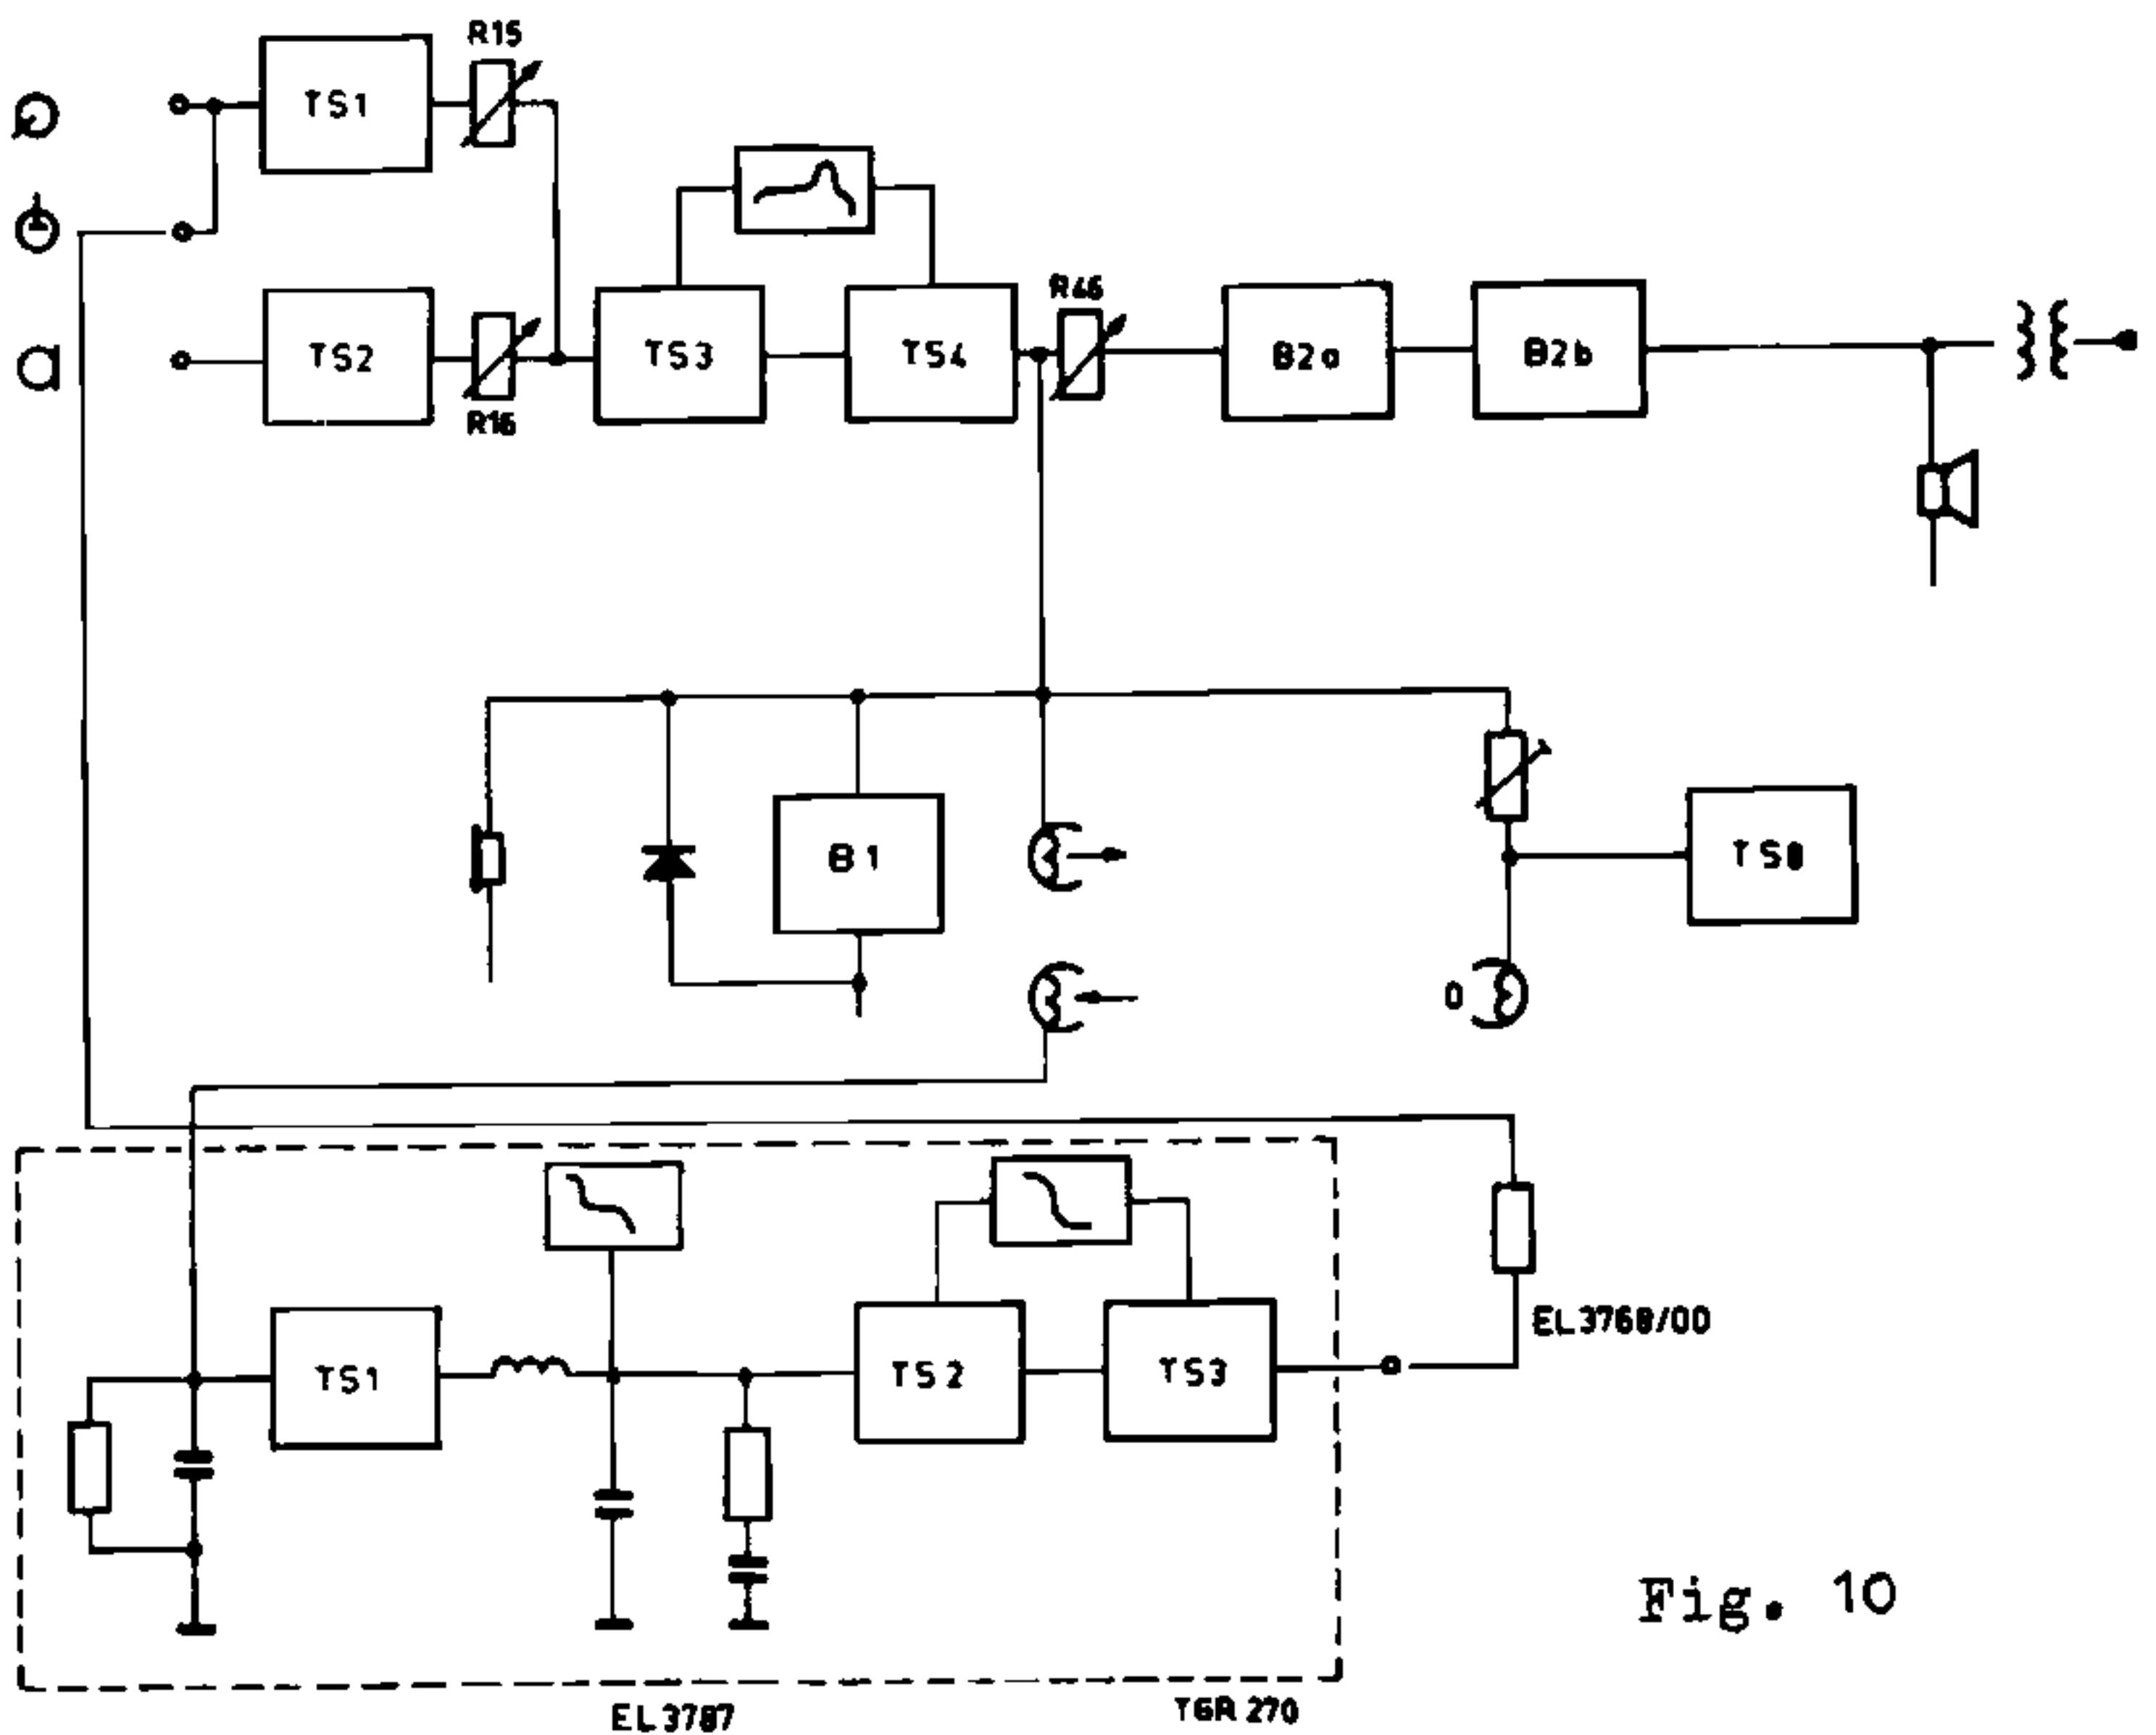 R15
TS1
R46
TS2
TS3
TS4
B2a
B2b
R16
B1
TS8
0
EL3768/00
TS1
TS2
TS3
Fig. 10
EL3787
TGR 270